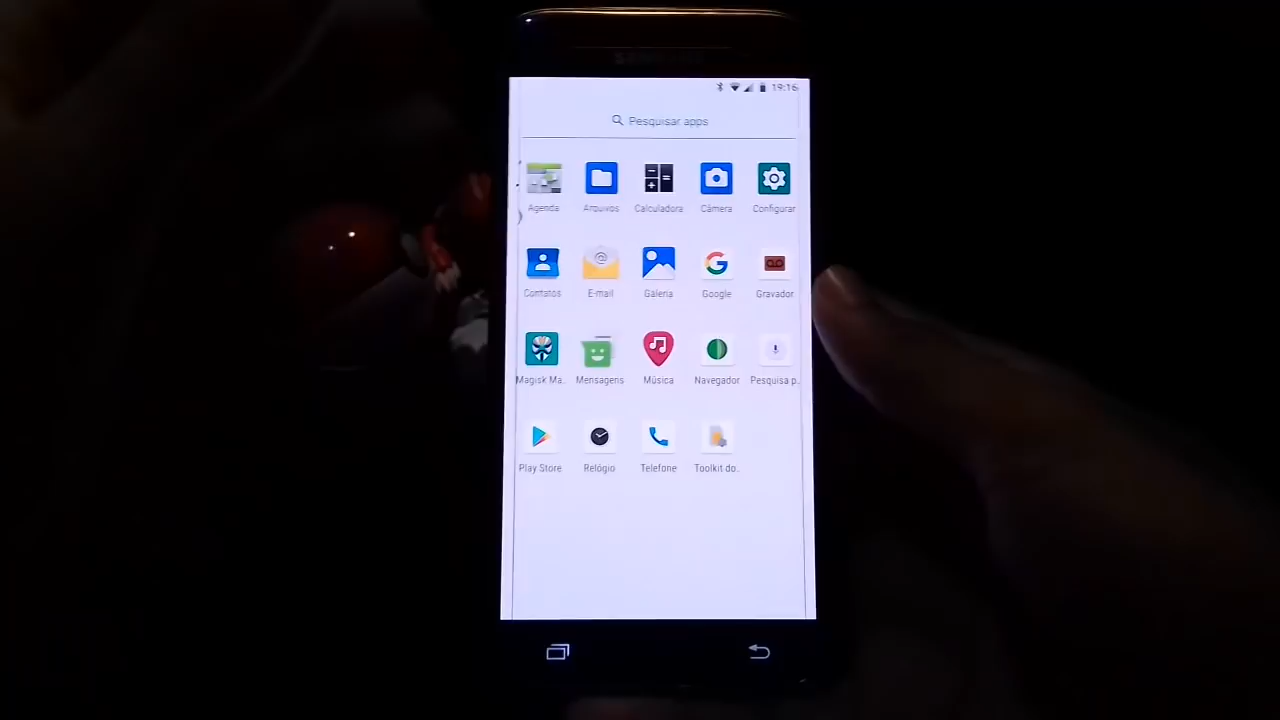 19:16
Pesquisar apps
Agenda Arquivos Calculadora Câmera Configurar
Contatos E-mail Galeria Google Gravador
Magisk Ma.. Mensagens Música Navegador Pesquisa p..
Play Store Relógio Telefone Toolkit do..